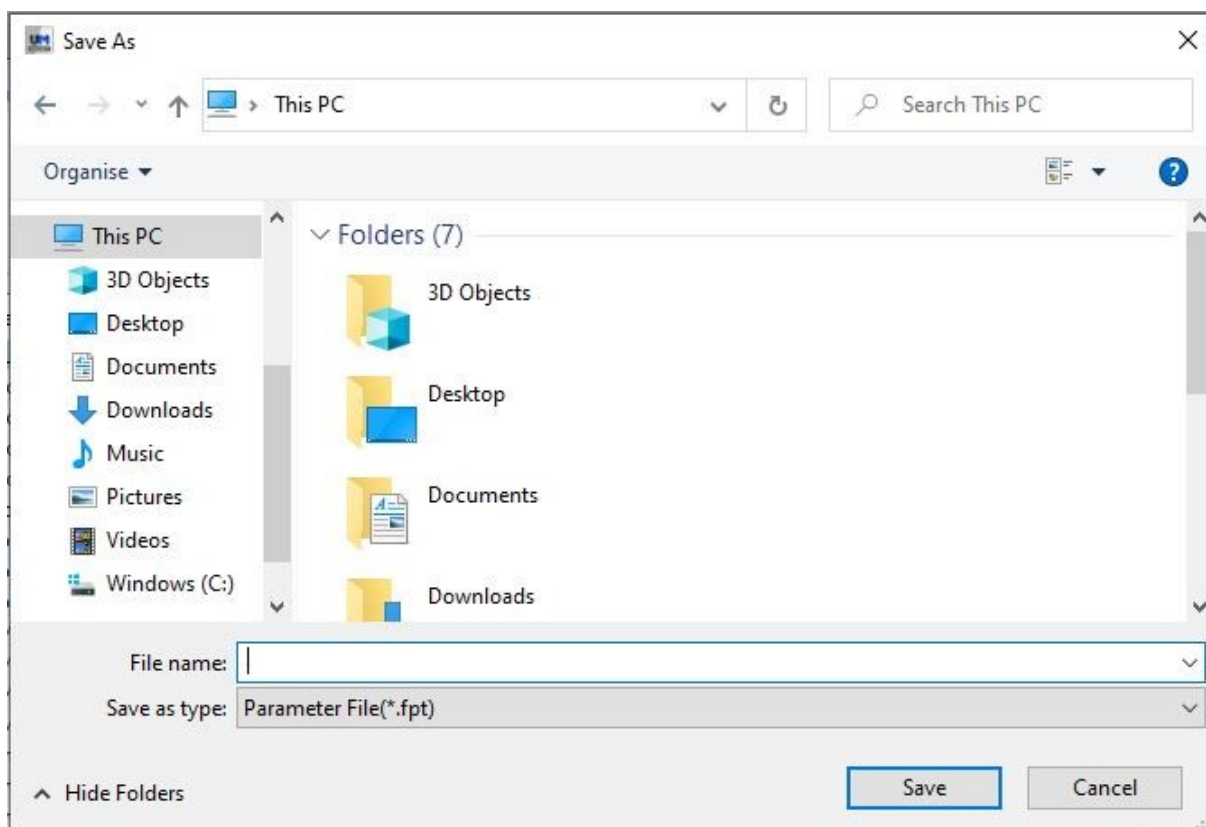 UM Save As
This PC
Search This PC
Organise
This PC
3D Objects
Desktop
Documents
Downloads
Music
Pictures
Videos
Windows (C:)
Folders (7)
3D Objects
Desktop
Documents
Downloads
File name:
Save as type: Parameter File(*.fpt)
Hide Folders
Save
Cancel